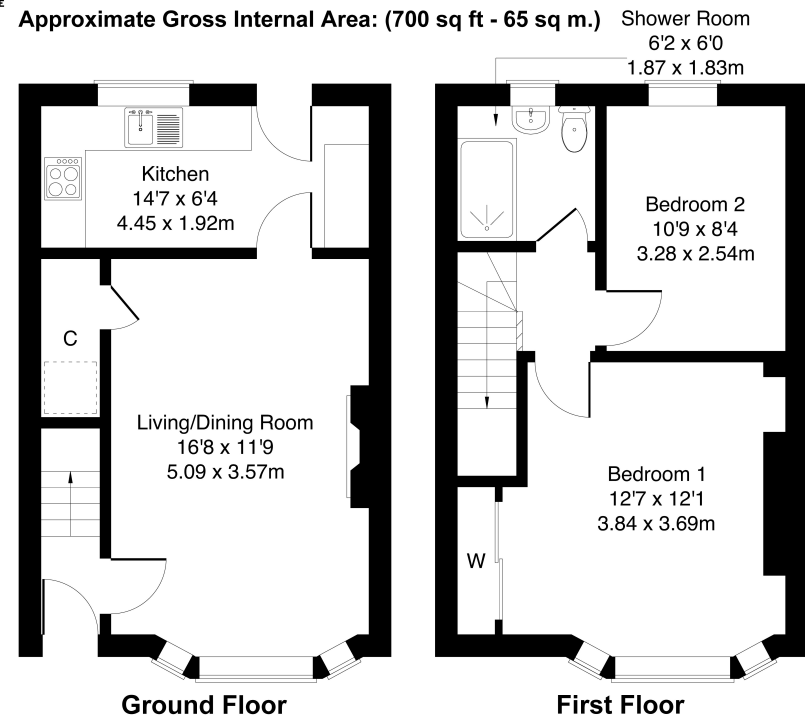 Approximate Gross Internal Area: (700 sq ft - 65 sq m.)
Shower Room
6'2 x 6'0
1.87 x 1.83m
Kitchen
14'7 x 6'4
4.45 x 1.92m
Bedroom 2
10'9 x 8'4
3.28 x 2.54m
C
Living/Dining Room
16'8 x 11'9
5.09 x 3.57m
Bedroom 1
12'7 x 12'1
3.84 x 3.69m
W
Ground Floor
First Floor